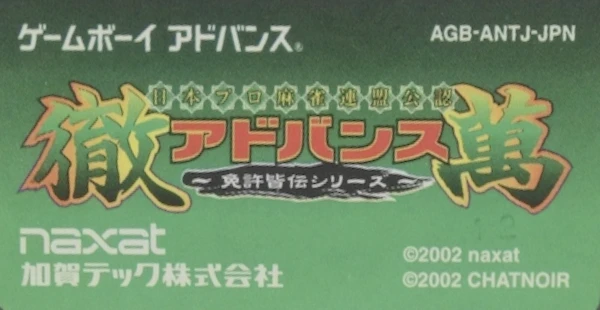 ゲームボーイ アドバンス®
AGB-ANTJ-JPN
日本プロ麻雀連盟公認
徹アドバンス萬
～免許皆伝シリーズ～
12
naxat
加賀テック株式会社
©2002 naxat
©2002 CHATNOIR